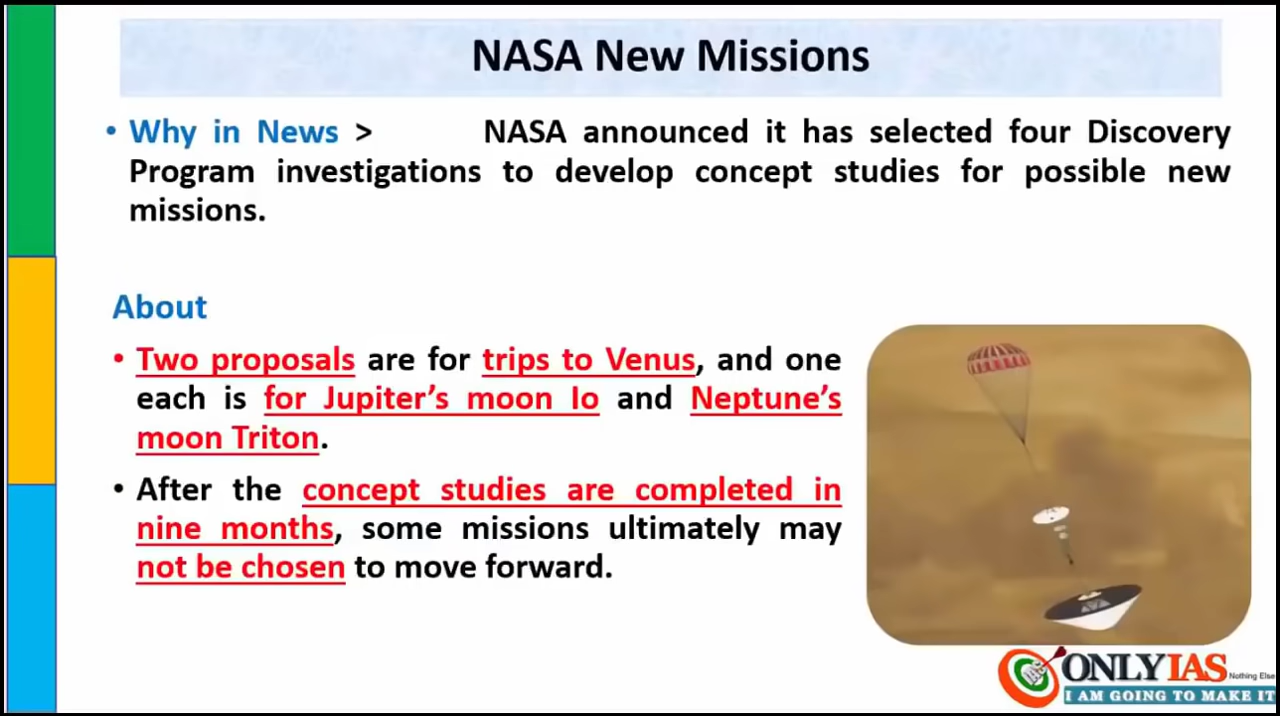 NASA New Missions
• Why in News > NASA announced it has selected four Discovery
Program investigations to develop concept studies for possible new
missions.
About
• Two proposals are for trips to Venus, and one
each is for Jupiter’s moon Io and Neptune’s
moon Triton.
• After the concept studies are completed in
nine months, some missions ultimately may
not be chosen to move forward.
ONLYIAS Nothing Else
I AM GOING TO MAKE IT